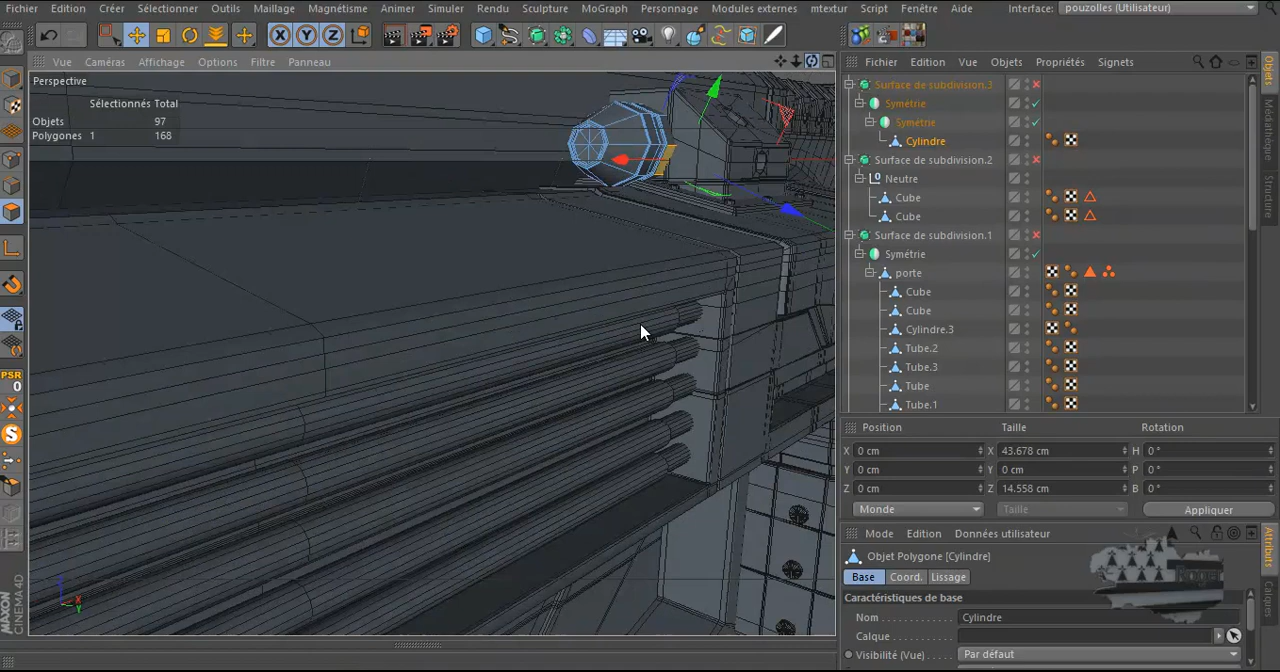 Fichier Edition Créer Sélectionner Outils Maillage Magnétisme Animer Simuler Rendu Sculpture MoGraph Personnage Modules externes mtextur Script Fenêtre Aide Interface: pouzolles (Utilisateur)
X Y Z
Vue Caméras Affichage Options Filtre Panneau
Fichier Edition Vue Objets Propriétés Signets
Perspective
Sélectionnés Total
Objets 97
Polygones 1 168
Surface de subdivision.3
Symétrie
Symétrie
Cylindre
Surface de subdivision.2
Neutre
Cube
Cube
Surface de subdivision.1
Symétrie
porte
Cube
Cube
Cylindre.3
Tube.2
Tube.3
Tube
Tube.1
Objets
Médiathèque
Structure
PSR
0
S
Position Taille Rotation
X 0 cm X 43.678 cm H 0 °
Y 0 cm Y 0 cm P 0 °
Z 0 cm Z 14.558 cm B 0 °
Monde Taille Appliquer
Mode Edition Données utilisateur
Objet Polygone [Cylindre]
Base Coord. Lissage
Caractéristiques de base
Nom Cylindre
Calque
Visibilité (Vue) Par défaut
Attributs
Calques
MAXON
CINEMA 4D
Z X
Y